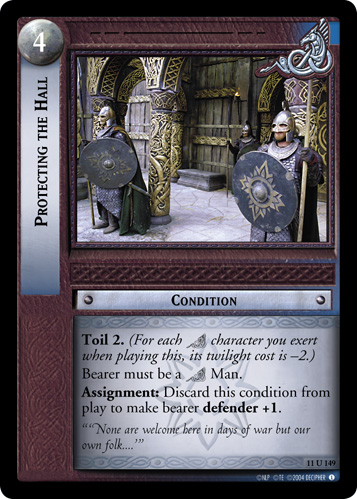 4
PROTECTING THE HALL
CONDITION
Toil 2. (For each character you exert
when playing this, its twilight cost is –2.)
Bearer must be a Man.
Assignment: Discard this condition from
play to make bearer defender +1.
"“None are welcome here in days of war but our
own folk....’”
11 U 149
©NLP ©TE ©2004 DECIPHER